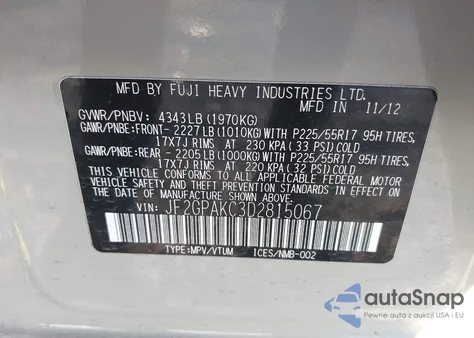 MFD BY FUJI HEAVY INDUSTRIES LTD.
GVWR/PNBV: 4343LB(1970KG) 11/12
GAWR/PNBE:FRONT- 2227LB(1010KG)WITH P225/55R17 95H TIRES,
17X7J RIMS AT 230 KPA(33 PSI)COLD
GAWR/PNBE:REAR - 2205LB(1000KG)WITH P225/55R17 95H TIRES,
17X7J RIMS AT 220 KPA(32 PSI)COLD
THIS VEHICLE CONFORMS TO ALL APPLICABLE FEDERAL MOTOR
VEHICLE SAFETY AND THEFT PREVENTION STANDARDS IN EFFECT
ON THE DATE OF MANUFACTURE SHOWN ABOVE.
VIN: JF2GPAKC3D2815067
TYPE:MPV/VTUM ICES/NMB-002
autoSnap
Pewne auta z aukcji USA i EU